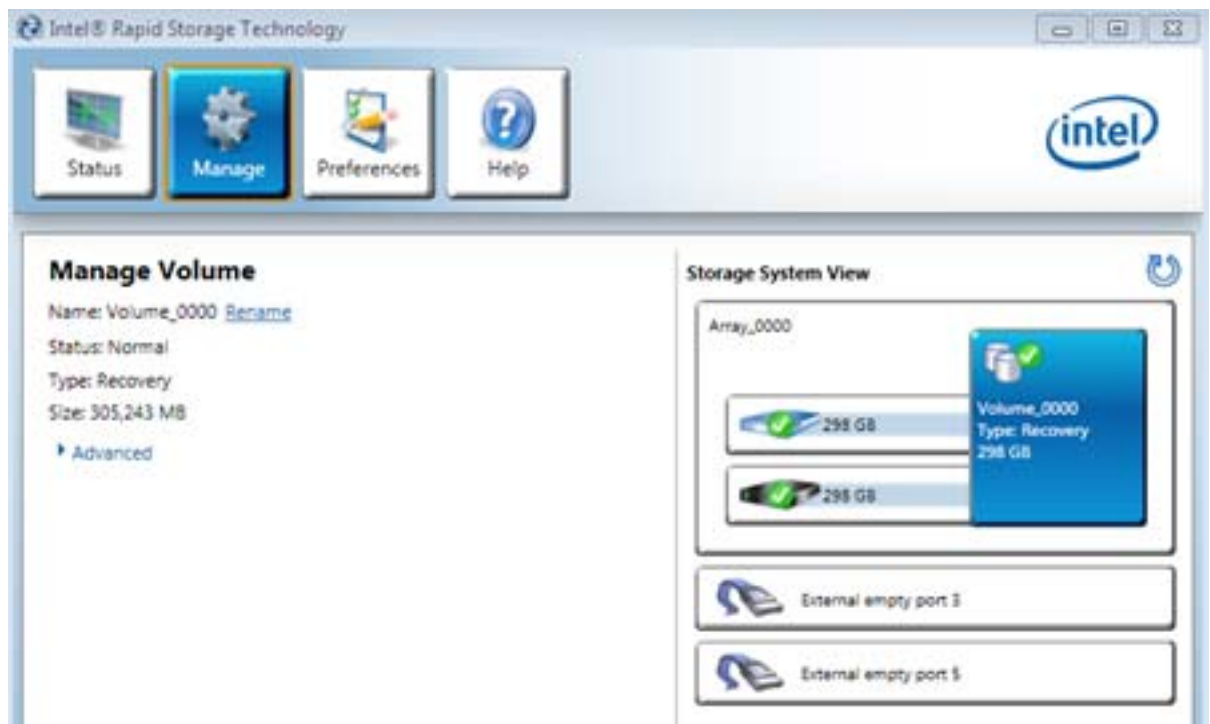 Intel® Rapid Storage Technology
Status
Manage
Preferences
Help
intel
Manage Volume
Name: Volume_0000 Rename
Status: Normal
Type: Recovery
Size: 305,243 MB
Advanced
Storage System View
Array_0000
298 GB
298 GB
Volume_0000
Type: Recovery
298 GB
External empty port 3
External empty port 5